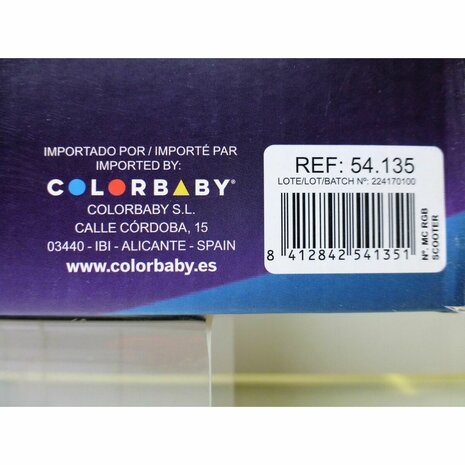 IMPORTADO POR / IMPORTÉ PAR
IMPORTED BY:
COLORBABY®
COLORBABY S.L.
CALLE CÓRDOBA, 15
03440 - IBI - ALICANTE - SPAIN
www.colorbaby.es
REF: 54.135
LOTE/LOT/BATCH Nº: 224170100
8 412842 541351
Nº. MC RGB
SCOOTER